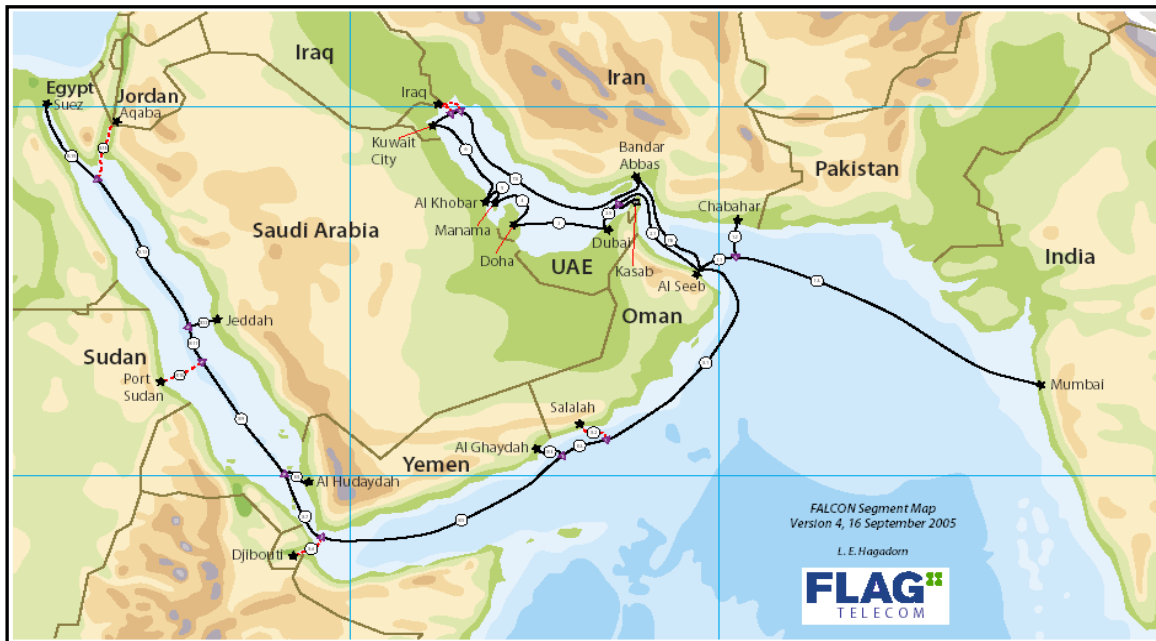 Iraq
Iran
Egypt
Suez
Jordan
Aqaba
Iraq
Kuwait
City
Bandar
Abbas
Pakistan
Chabahar
Al Khobar
Manama
Saudi Arabia
Doha
Dubai
UAE
Kasab
Al Seeb
India
Oman
Jeddah
Sudan
Port
Sudan
Mumbai
Salalah
Al Ghaydah
Yemen
Al Hudaydah
Djibouti
FALCON Segment Map
Version 4, 16 September 2005
L. E. Hagadorn
FLAG
TELECOM